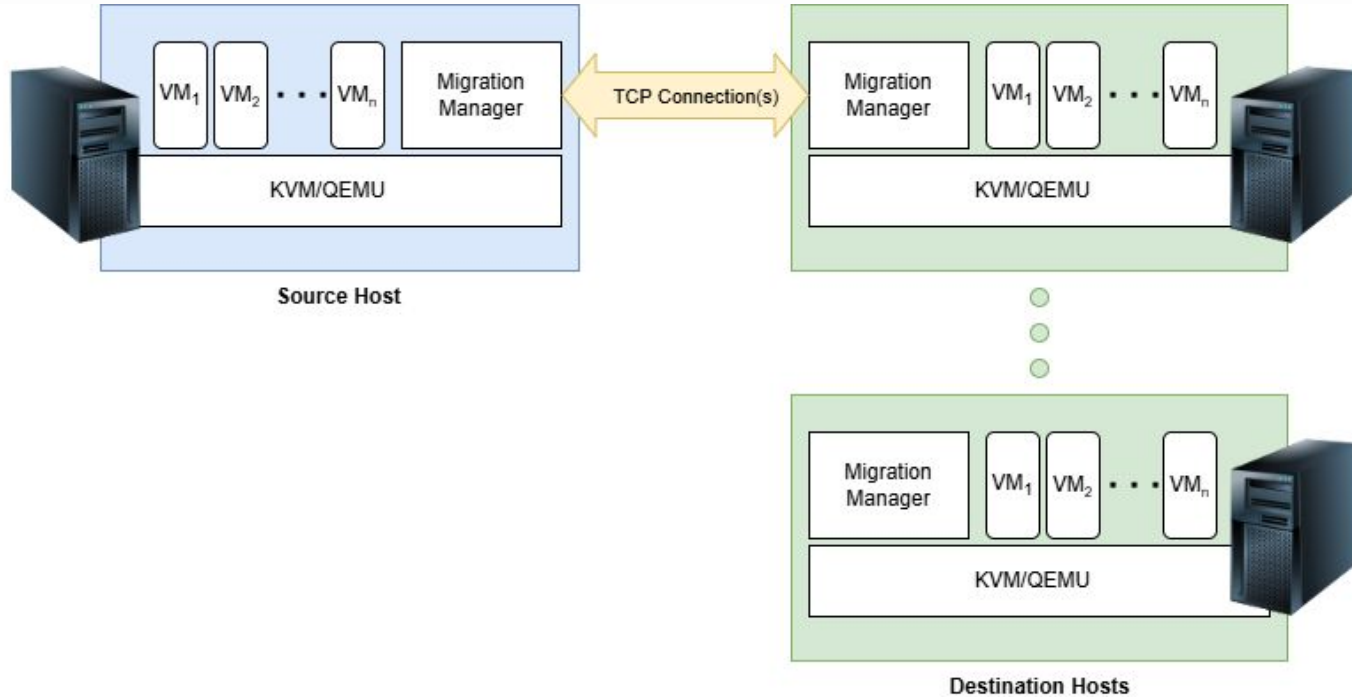 VM₁ VM₂ VMₙ
Migration
Manager
KVM/QEMU
Source Host
TCP Connection(s)
Migration
Manager
VM₁ VM₂ VMₙ
KVM/QEMU
Migration
Manager
VM₁ VM₂ VMₙ
KVM/QEMU
Destination Hosts